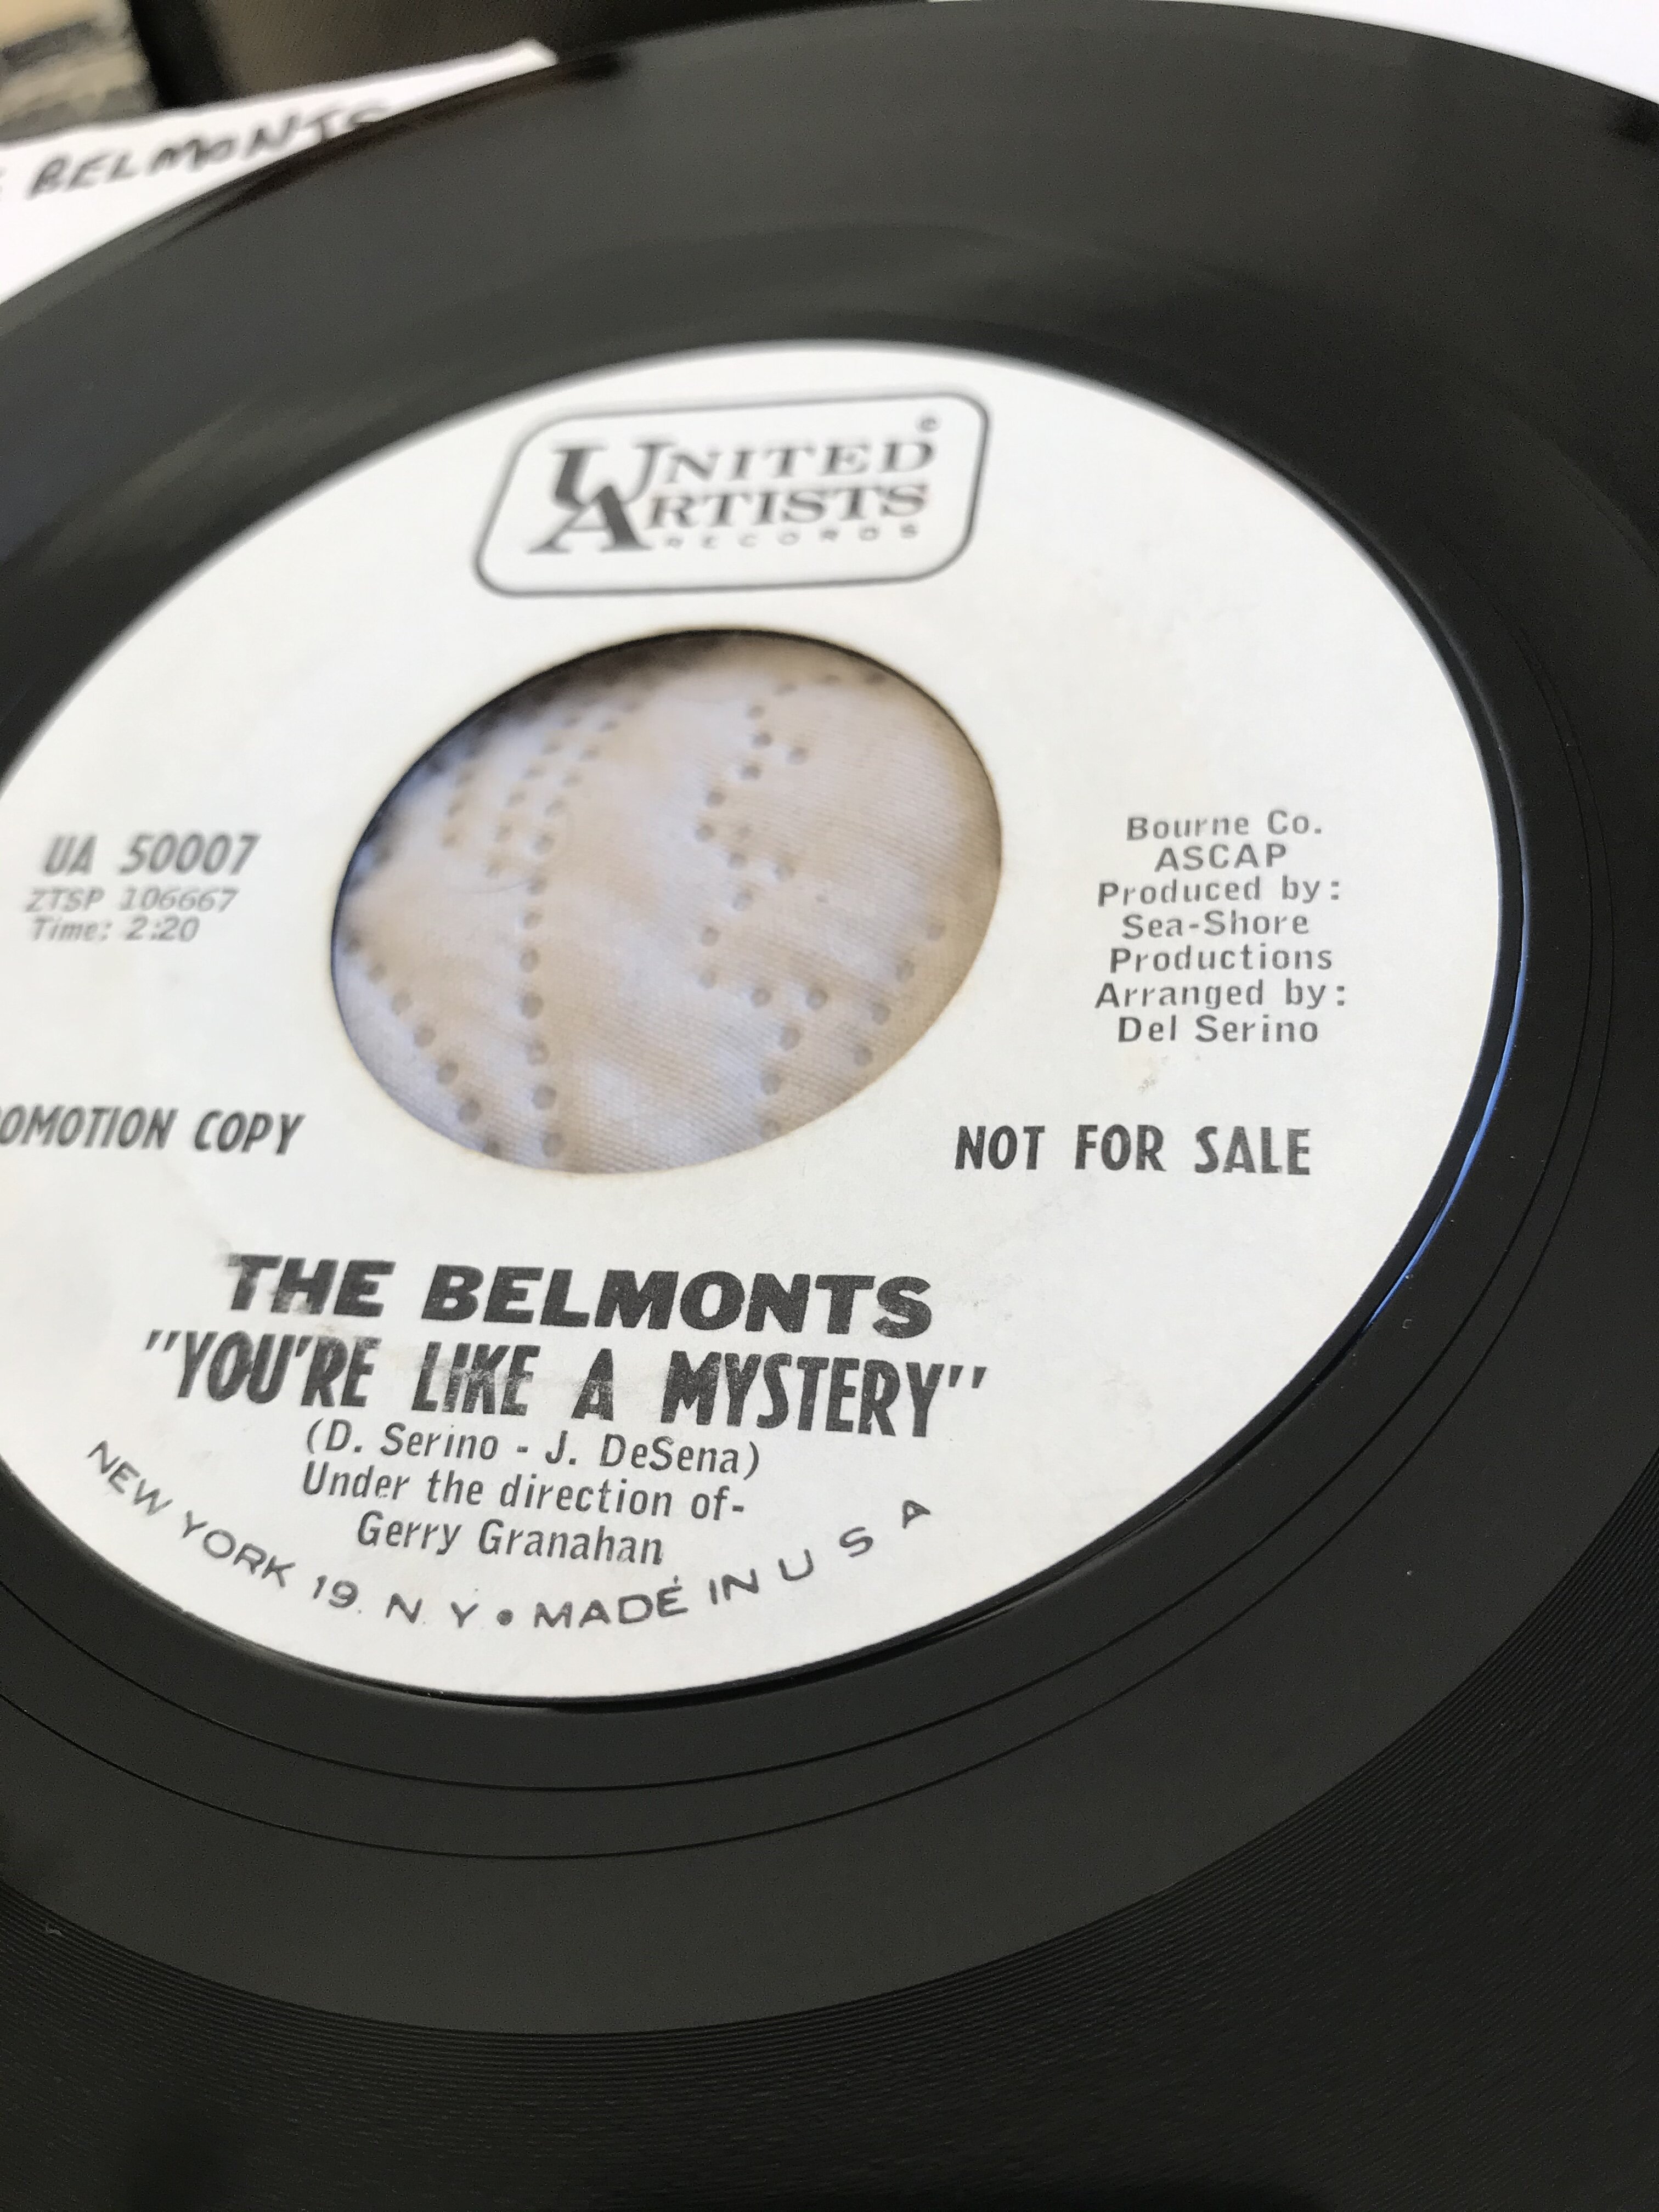 BELMONTS
UNITED
ARTISTS
RECORDS
UA 50007
ZTSP 106667
Time: 2:20
Bourne Co.
ASCAP
Produced by:
Sea-Shore
Productions
Arranged by:
Del Serino
OMOTION COPY
NOT FOR SALE
THE BELMONTS
"YOU'RE LIKE A MYSTERY"
(D. Serino - J. DeSena)
Under the direction of-
Gerry Granahan
NEW YORK 19. N. Y • MADE IN U S A